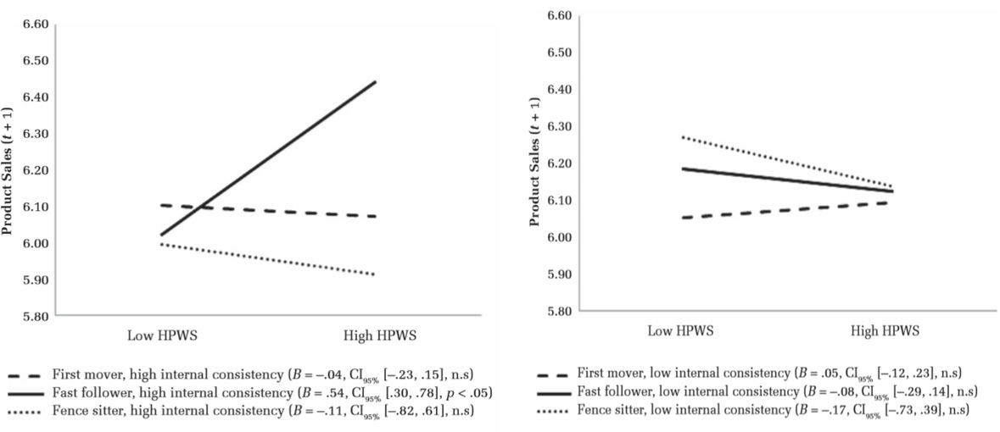 6.60
6.50
6.40
6.30
6.20
6.10
6.00
5.90
5.80
Product Sales (t + 1)
Low HPWS High HPWS
First mover, high internal consistency (B = –.04, CI95% [–.23, .15], n.s)
Fast follower, high internal consistency (B = .54, CI95% [.30, .78], p < .05)
Fence sitter, high internal consistency (B = –.11, CI95% [–.82, .61], n.s)
6.60
6.50
6.40
6.30
6.20
6.10
6.00
5.90
5.80
Product Sales (t + 1)
Low HPWS High HPWS
First mover, low internal consistency (B = .05, CI95% [–.12, .23], n.s)
Fast follower, low internal consistency (B = –.08, CI95% [–.29, .14], n.s)
Fence sitter, low internal consistency (B = –.17, CI95% [–.73, .39], n.s)